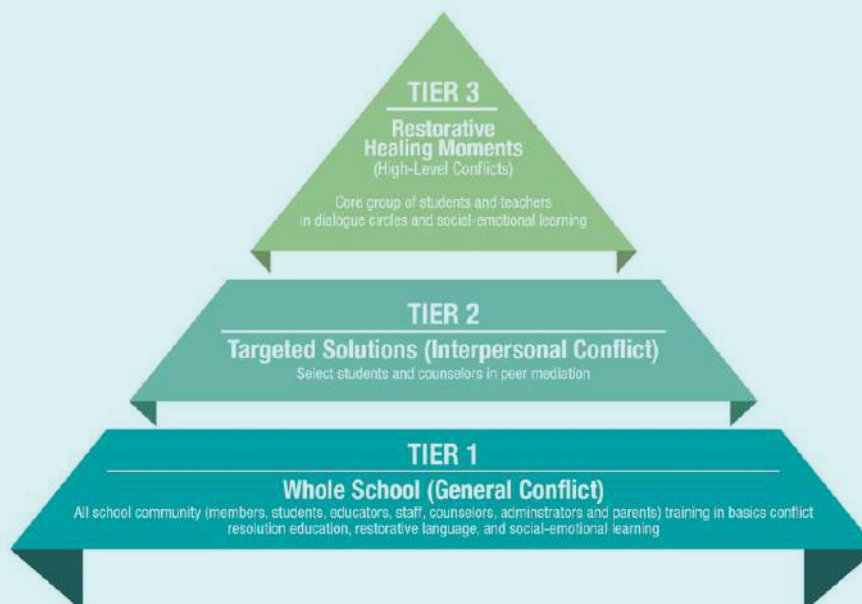 TIER 3
Restorative
Healing Moments
(High-Level Conflicts)
Core group of students and teachers
in dialogue circles and social-emotional learning
TIER 2
Targeted Solutions (Interpersonal Conflict)
Select students and counselors in peer mediation
TIER 1
Whole School (General Conflict)
All school community (members, students, educators, staff, counselors, adminstrators and parents) training in basics conflict
resolution education, restorative language, and social-emotional learning